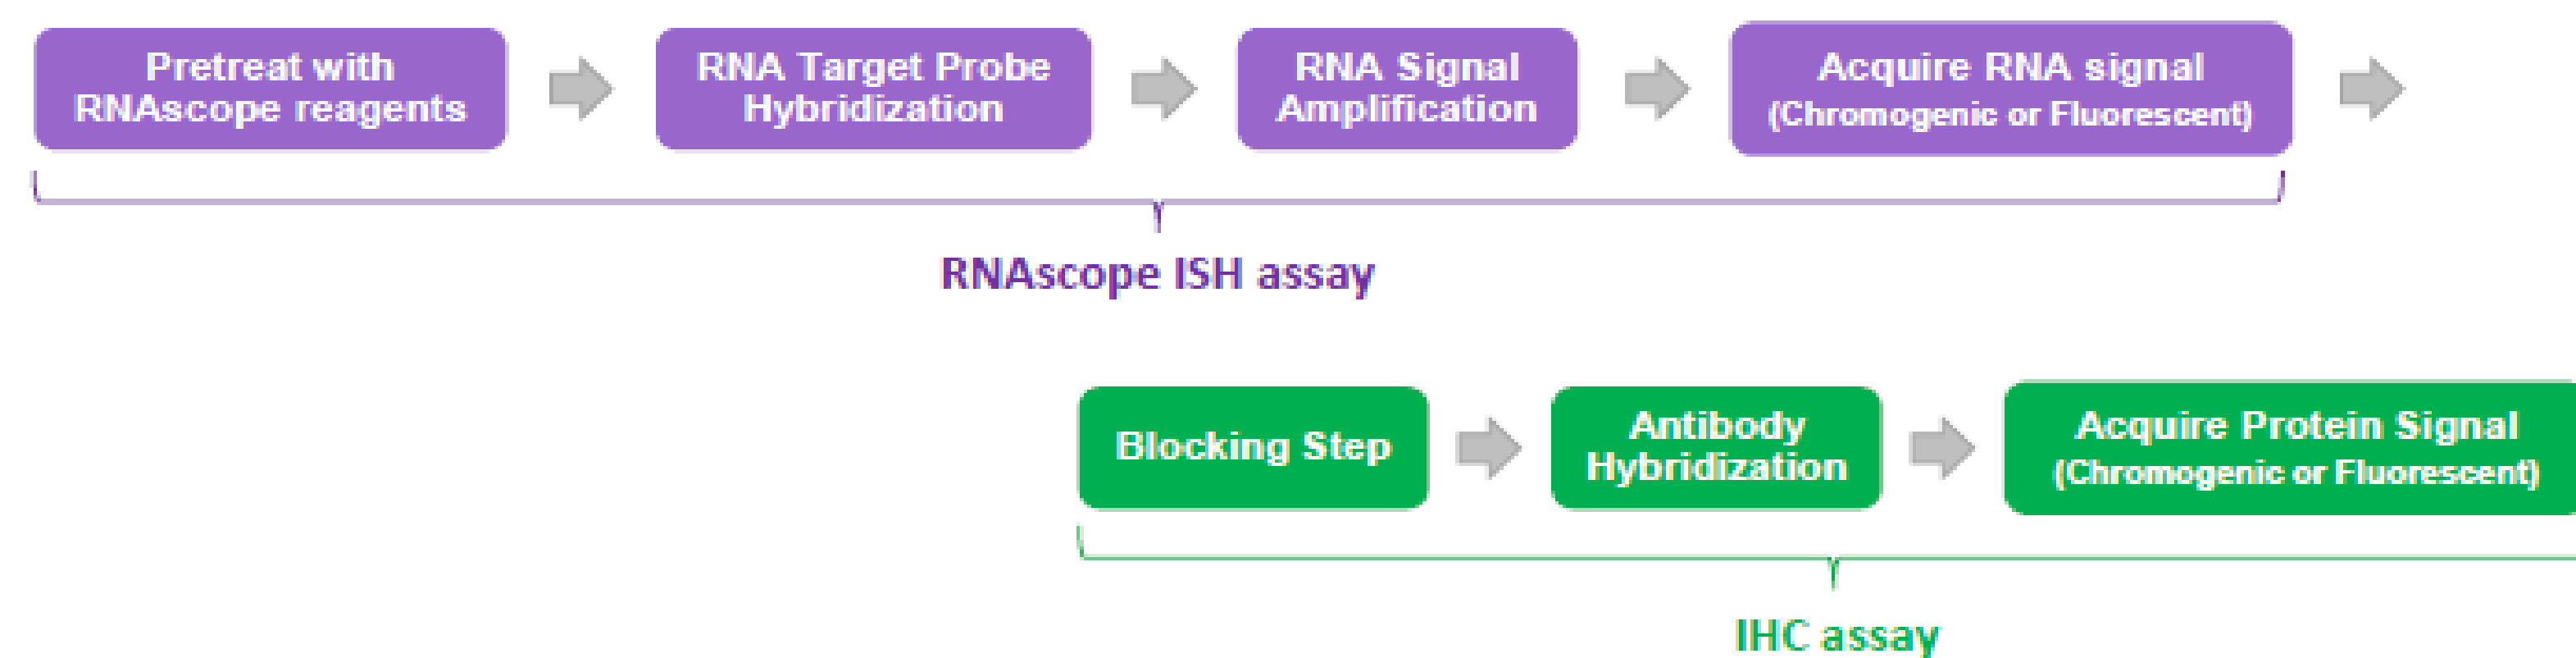 Pretreat with
RNAscope reagents
RNA Target Probe
Hybridization
RNA Signal
Amplification
Acquire RNA signal
(Chromogenic or Fluorescent)
RNAscope ISH assay
Blocking Step
Antibody
Hybridization
Acquire Protein Signal
(Chromogenic or Fluorescent)
IHC assay